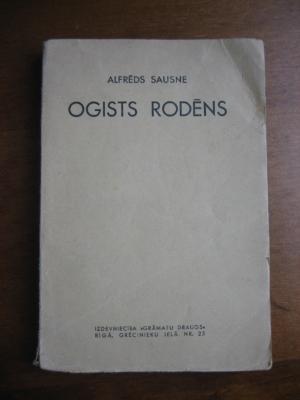 ALFRĒDS SAUSNE
OGISTS RODĒNS
IZDEVNIECĪBA «GRĀMATU DRAUGS»
RĪGĀ, GRĒCINIEKU IELĀ NR. 23